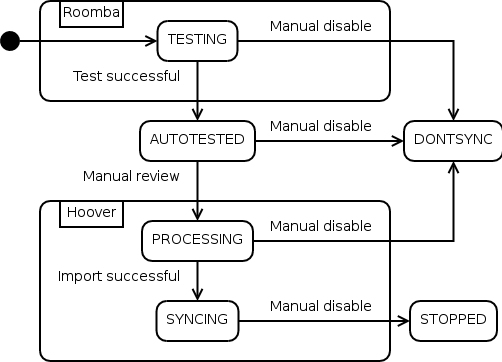 Roomba
Manual disable
TESTING
Test successful
Manual disable
AUTOTESTED
DONTSYNC
Manual review
Hoover
Manual disable
PROCESSING
Import successful
Manual disable
SYNCING
STOPPED